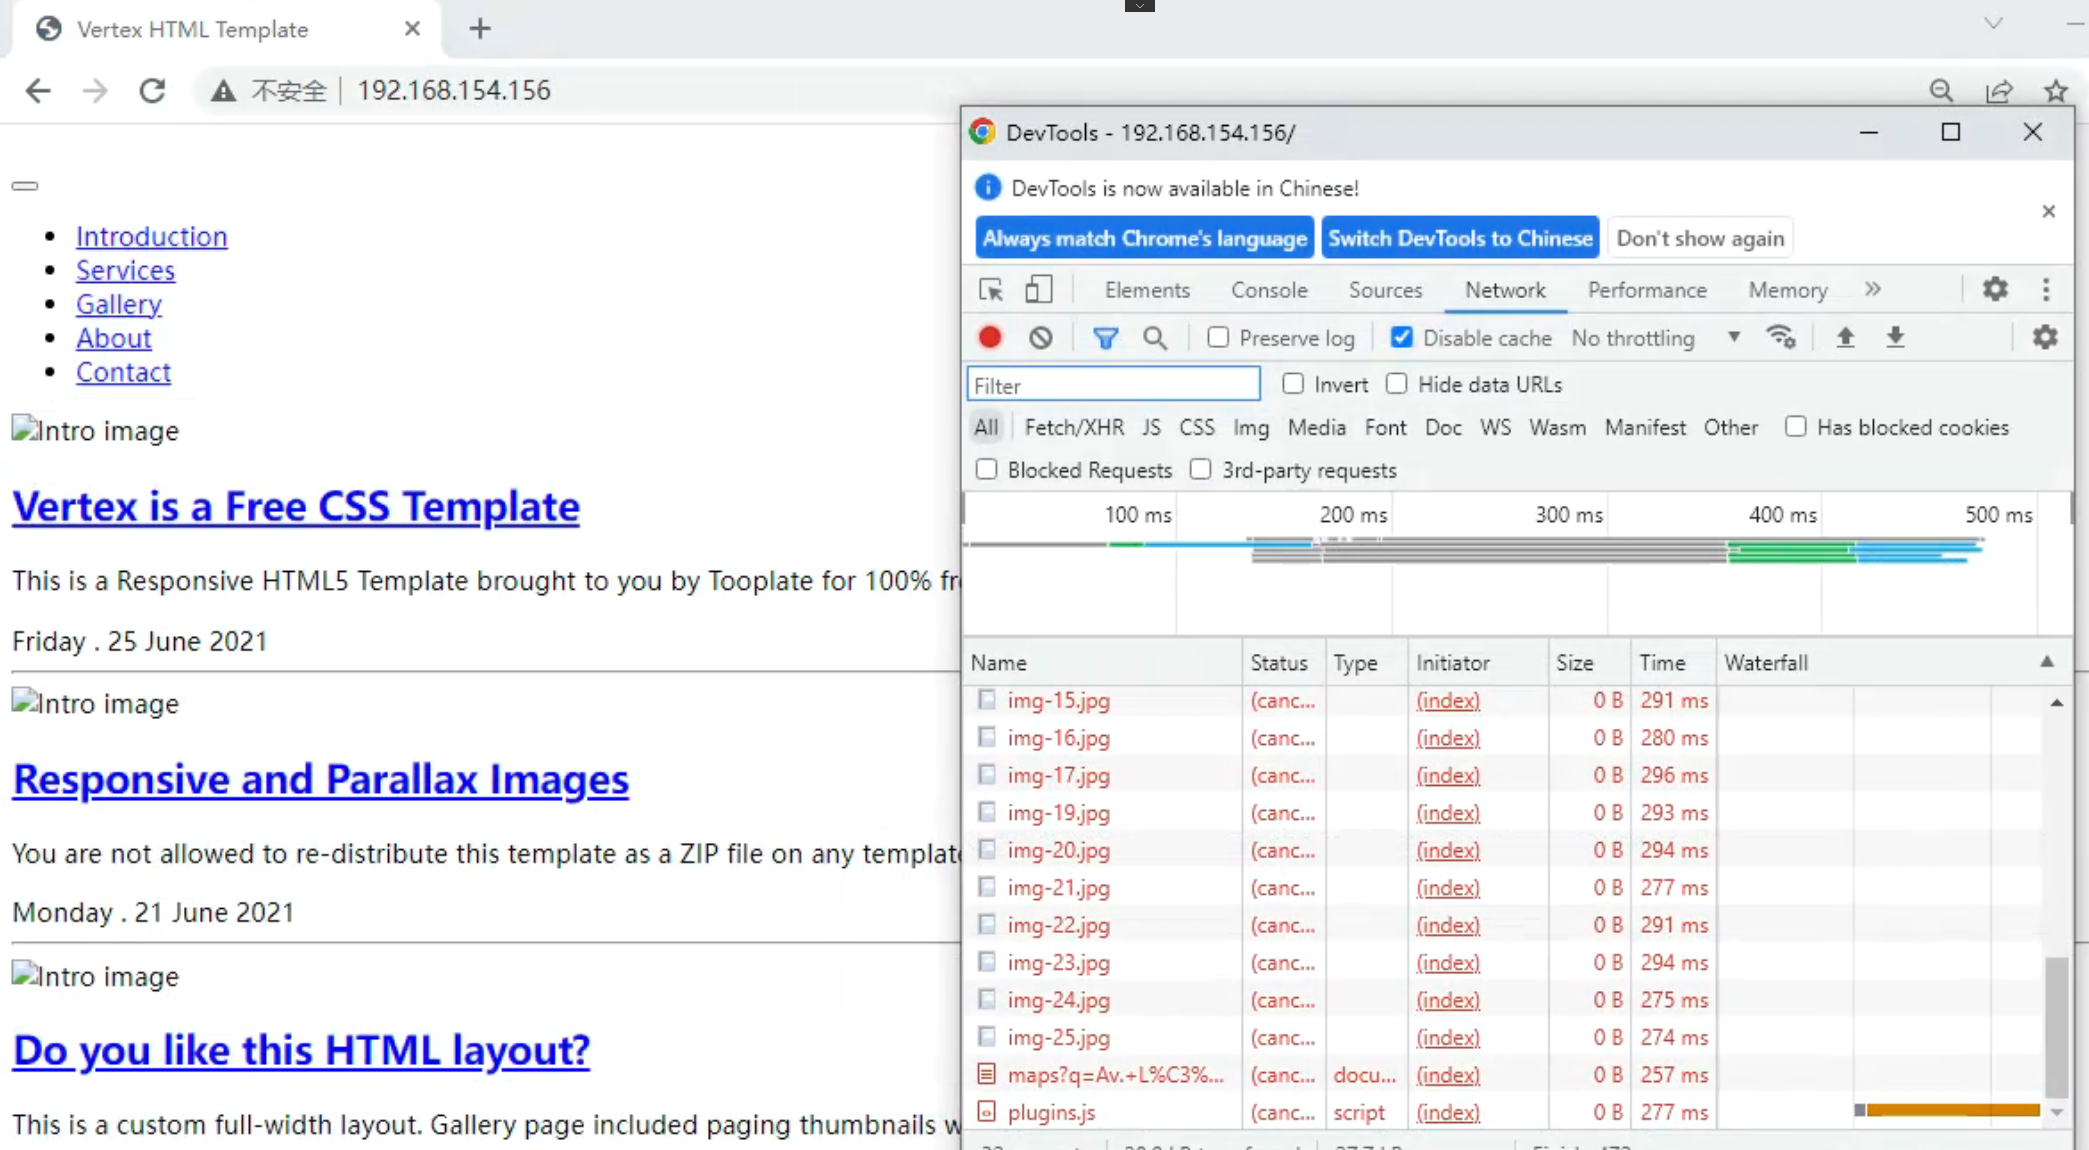 Vertex HTML Template
不安全 192.168.154.156
Introduction
Services
Gallery
About
Contact
Intro image
Vertex is a Free CSS Template
This is a Responsive HTML5 Template brought to you by Tooplate for 100% fr
Friday . 25 June 2021
Intro image
Responsive and Parallax Images
You are not allowed to re-distribute this template as a ZIP file on any templat
Monday . 21 June 2021
Intro image
Do you like this HTML layout?
This is a custom full-width layout. Gallery page included paging thumbnails w
DevTools - 192.168.154.156/
DevTools is now available in Chinese!
Always match Chrome's language Switch DevTools to Chinese Don't show again
Elements Console Sources Network Performance Memory
Preserve log Disable cache No throttling
Filter Invert Hide data URLs
All Fetch/XHR JS CSS Img Media Font Doc WS Wasm Manifest Other Has blocked cookies
Blocked Requests 3rd-party requests
100 ms 200 ms 300 ms 400 ms 500 ms
Name Status Type Initiator Size Time Waterfall
img-15.jpg (canc... (index) 0 B 291 ms
img-16.jpg (canc... (index) 0 B 280 ms
img-17.jpg (canc... (index) 0 B 296 ms
img-19.jpg (canc... (index) 0 B 293 ms
img-20.jpg (canc... (index) 0 B 294 ms
img-21.jpg (canc... (index) 0 B 277 ms
img-22.jpg (canc... (index) 0 B 291 ms
img-23.jpg (canc... (index) 0 B 294 ms
img-24.jpg (canc... (index) 0 B 275 ms
img-25.jpg (canc... (index) 0 B 274 ms
maps?q=Av.+L%C3%... (canc... docu... (index) 0 B 257 ms
plugins.js (canc... script (index) 0 B 277 ms